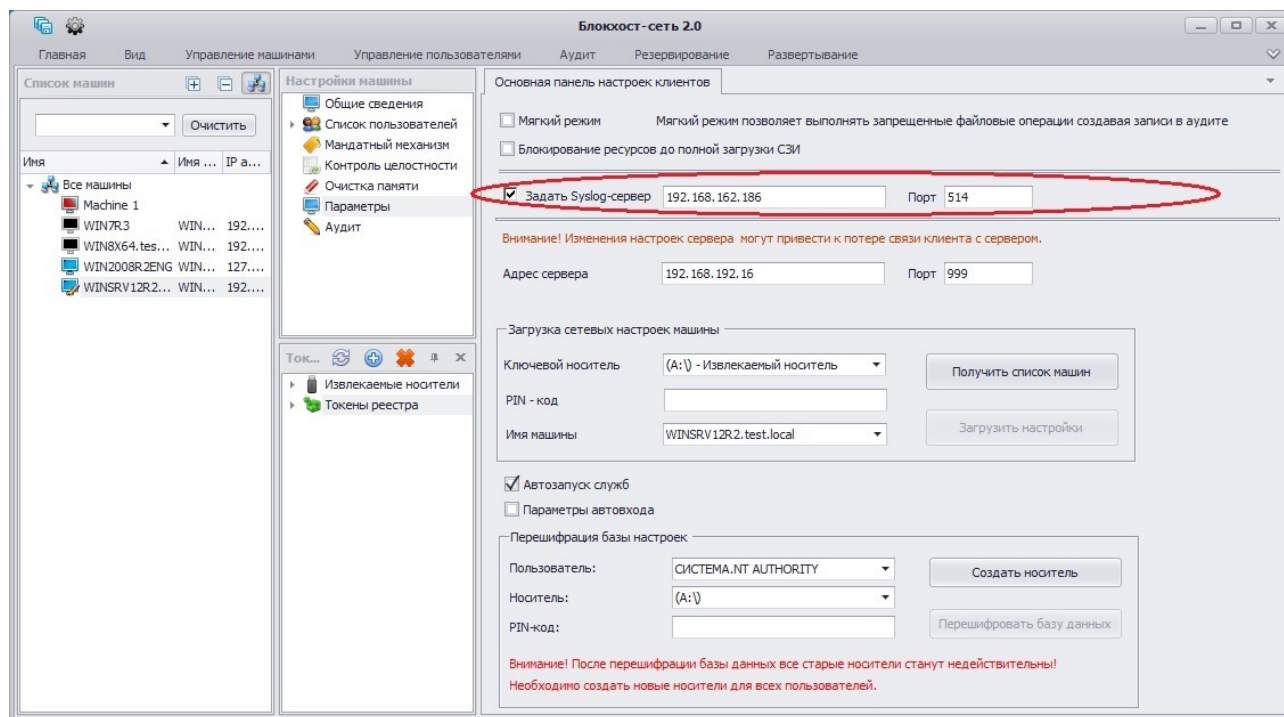 Блокхост-сеть 2.0
Главная Вид Управление машинами Управление пользователями Аудит Резервирование Развертывание
Список машин
Очистить
Имя Имя ... IP а...
Все машины
Machine 1
WIN7R3 WIN... 192....
WIN8X64.tes... WIN... 192....
WIN2008R2ENG WIN... 127....
WINSRV12R2... WIN... 192....
Настройки машины
Общие сведения
Список пользователей
Мандатный механизм
Контроль целостности
Очистка памяти
Параметры
Аудит
Ток...
Извлекаемые носители
Токены реестра
Основная панель настроек клиентов
Мягкий режим Мягкий режим позволяет выполнять запрещенные файловые операции создавая записи в аудите
Блокирование ресурсов до полной загрузки СЗИ
Задать Syslog-сервер 192.168.162.186 Порт 514
Внимание! Изменения настроек сервера могут привести к потере связи клиента с сервером.
Адрес сервера 192.168.192.16 Порт 999
Загрузка сетевых настроек машины
Ключевой носитель (A:\) - Извлекаемый носитель Получить список машин
PIN - код
Имя машины WINSRV12R2.test.local Загрузить настройки
Автозапуск служб
Параметры автовхода
Перешифрация базы настроек
Пользователь: СИСТЕМА.NT AUTHORITY Создать носитель
Носитель: (A:\)
PIN-код: Перешифровать базу данных
Внимание! После перешифрации базы данных все старые носители станут недействительны!
Необходимо создать новые носители для всех пользователей.